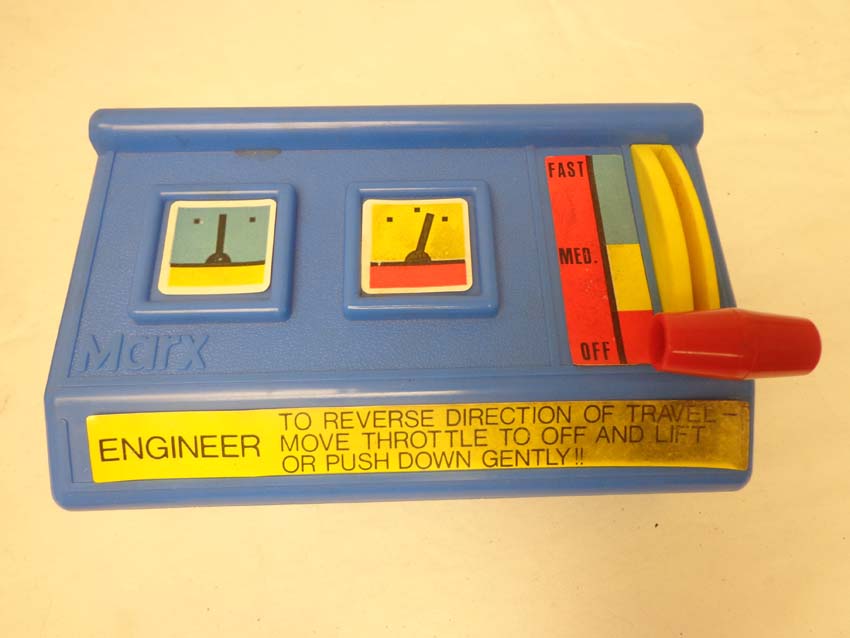 FAST
MED.
OFF
Marx
ENGINEER
TO REVERSE DIRECTION OF TRAVEL–
MOVE THROTTLE TO OFF AND LIFT
OR PUSH DOWN GENTLY!!